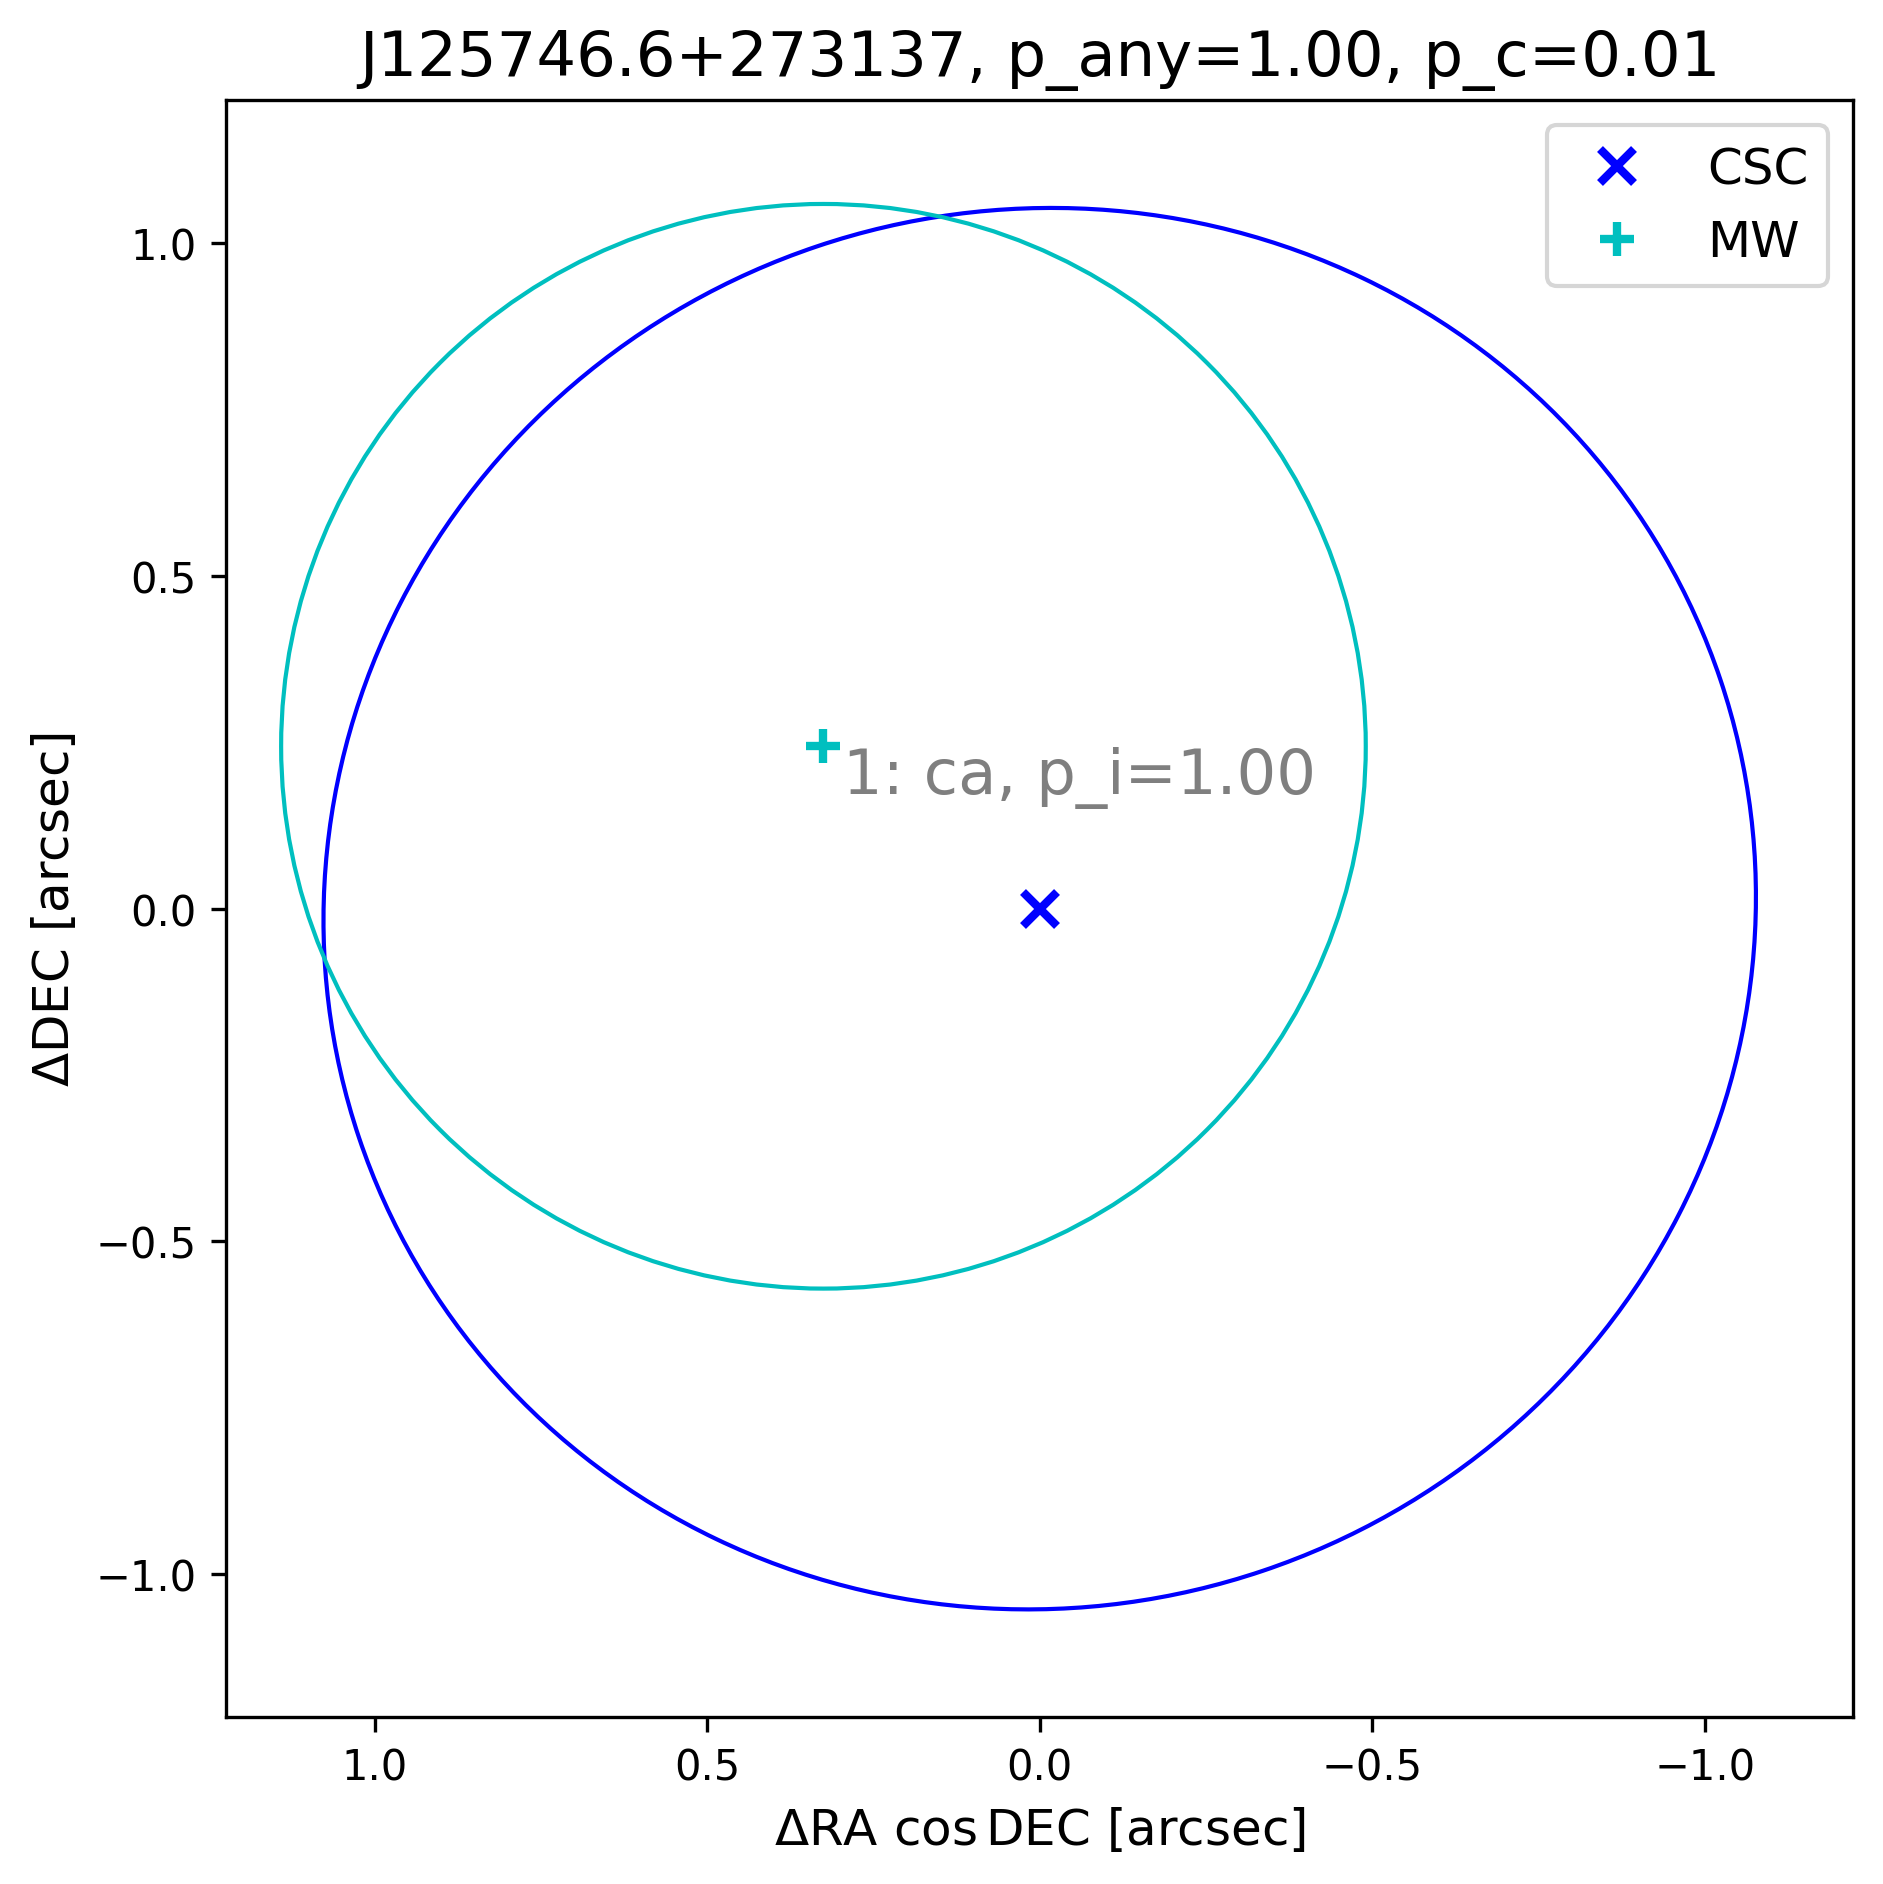 J125746.6+273137, p_any=1.00, p_c=0.01
CSC
MW
1.0
0.5
0.0
−0.5
−1.0
ΔDEC [arcsec]
1: ca, p_i=1.00
1.0 0.5 0.0 −0.5 −1.0
ΔRA cos DEC [arcsec]